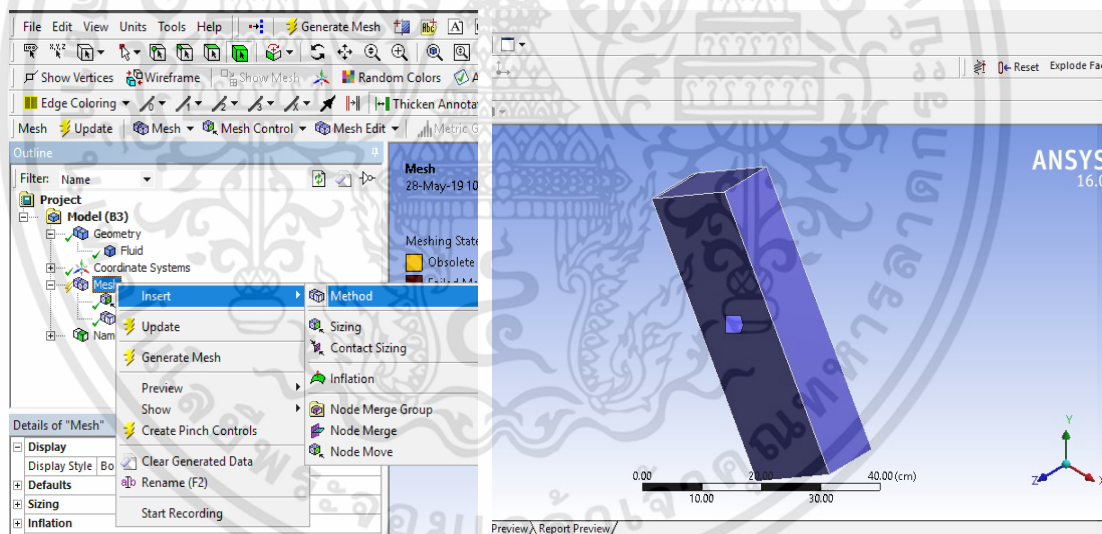 File Edit View Units Tools Help Generate Mesh
Show Vertices Wireframe Show Mesh Random Colors
Edge Coloring Thicken Annota
Mesh Update Mesh Mesh Control Mesh Edit Metric G
Outline
Filter: Name
Project
Model (B3)
Geometry
Fluid
Coordinate Systems
Mesh
Nam
Insert
Update
Generate Mesh
Preview
Show
Create Pinch Controls
Clear Generated Data
Rename (F2)
Start Recording
Method
Sizing
Contact Sizing
Inflation
Node Merge Group
Node Merge
Node Move
Details of "Mesh"
Display
Display Style Bo
Defaults
Sizing
Inflation
Mesh
28-May-19 10
Meshing State
Obsolete
Reset Explode Fac
ANSYS
16.0
0.00 20.00 40.00 (cm)
10.00 30.00
Y
Z X
Preview Report Preview